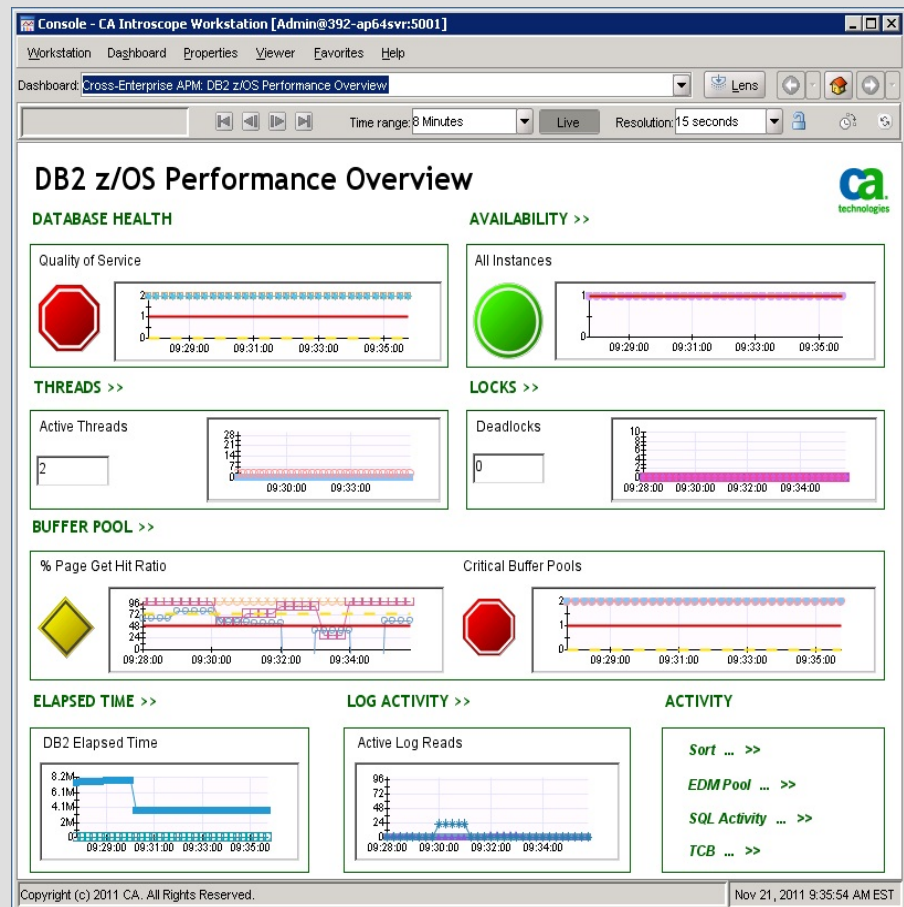 Console - CA Introscope Workstation [Admin@392-ap64svr:5001]
Workstation Dashboard Properties Viewer Favorites Help
Dashboard: Cross-Enterprise APM: DB2 z/OS Performance Overview Lens
Time range: 8 Minutes Live Resolution: 15 seconds
DB2 z/OS Performance Overview
ca
technologies
DATABASE HEALTH
AVAILABILITY >>
Quality of Service
2
1
0
09:29:00 09:31:00 09:33:00 09:35:00
All Instances
1
0
09:29:00 09:31:00 09:33:00 09:35:00
THREADS >>
LOCKS >>
Active Threads
2
28
21
14
7
0
09:30:00 09:33:00
Deadlocks
0
10
8
6
4
2
0
09:28:00 09:30:00 09:32:00 09:34:00
BUFFER POOL >>
% Page Get Hit Ratio
96
72
48
24
0
09:28:00 09:30:00 09:32:00 09:34:00
Critical Buffer Pools
2
1
0
09:29:00 09:31:00 09:33:00 09:35:00
ELAPSED TIME >>
LOG ACTIVITY >>
ACTIVITY
DB2 Elapsed Time
8.2M
6.1M
4.1M
2M
0
09:29:00 09:31:00 09:33:00 09:35:00
Active Log Reads
96
72
48
24
0
09:28:00 09:30:00 09:32:00 09:34:00
Sort ... >>
EDM Pool ... >>
SQL Activity ... >>
TCB ... >>
Copyright (c) 2011 CA. All Rights Reserved.
Nov 21, 2011 9:35:54 AM EST